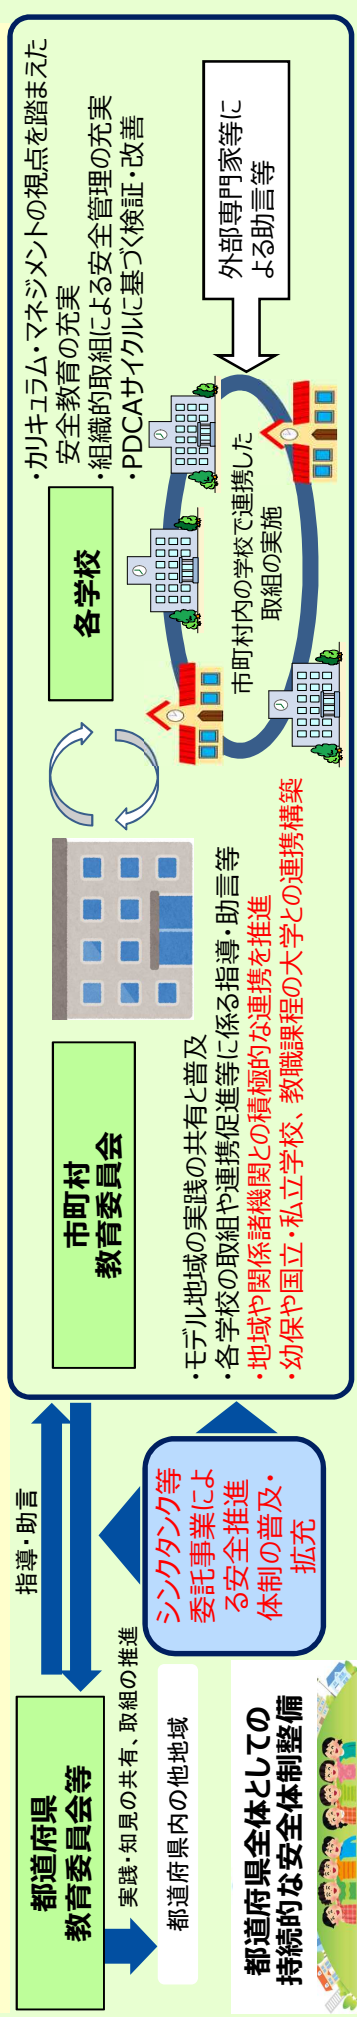 都道府県
教育委員会等
指導・助言
実践・知見の共有、取組の推進
都道府県内の他地域
都道府県全体としての
持続的な安全体制整備
シンクタンク等
委託事業によ
る安全推進
体制の普及・
拡充
市町村
教育委員会
・モデル地域の実践の共有と普及
・各学校の取組や連携促進等に係る指導・助言等
・地域や関係諸機関との積極的な連携を推進
・幼保や国立・私立学校、教職課程の大学との連携構築
各学校
・カリキュラム・マネジメントの視点を踏まえた
安全教育の充実
・組織的取組による安全管理の充実
・PDCAサイクルに基づく検証・改善
市町村内の学校で連携した
取組の実施
外部専門家等に
よる助言等